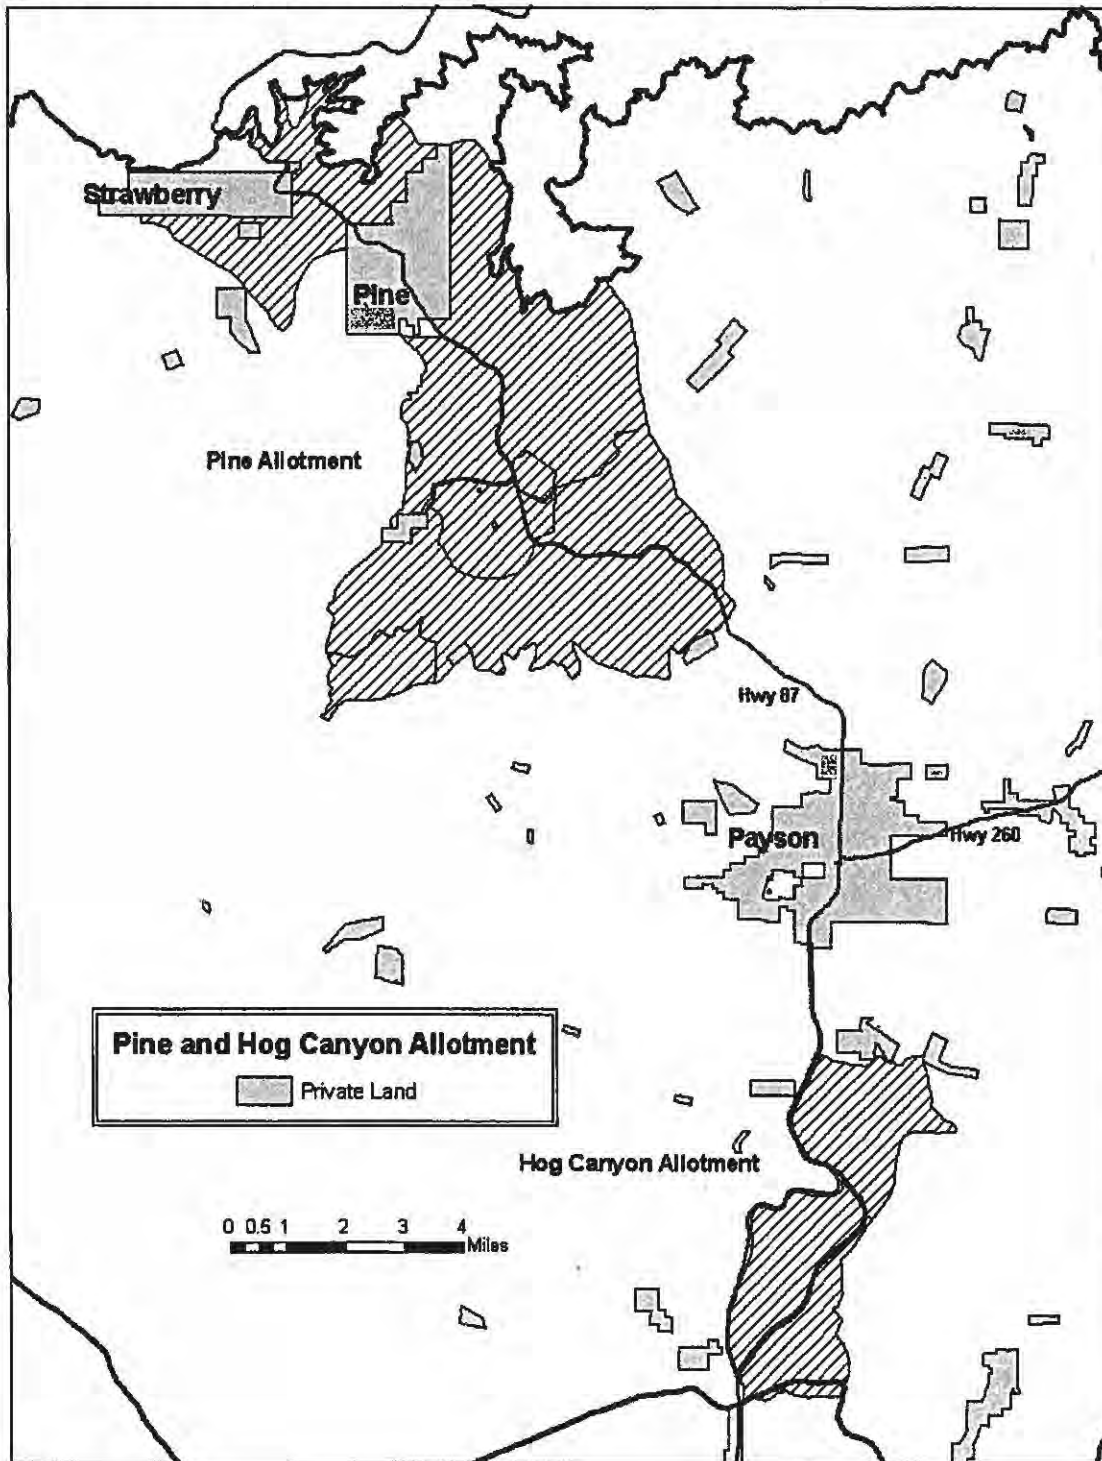 Strawberry
Pine
Pine Allotment
Hwy 87
Payson
Hwy 260
Pine and Hog Canyon Allotment
Private Land
Hog Canyon Allotment
0 0.5 1 2 3 4
Miles